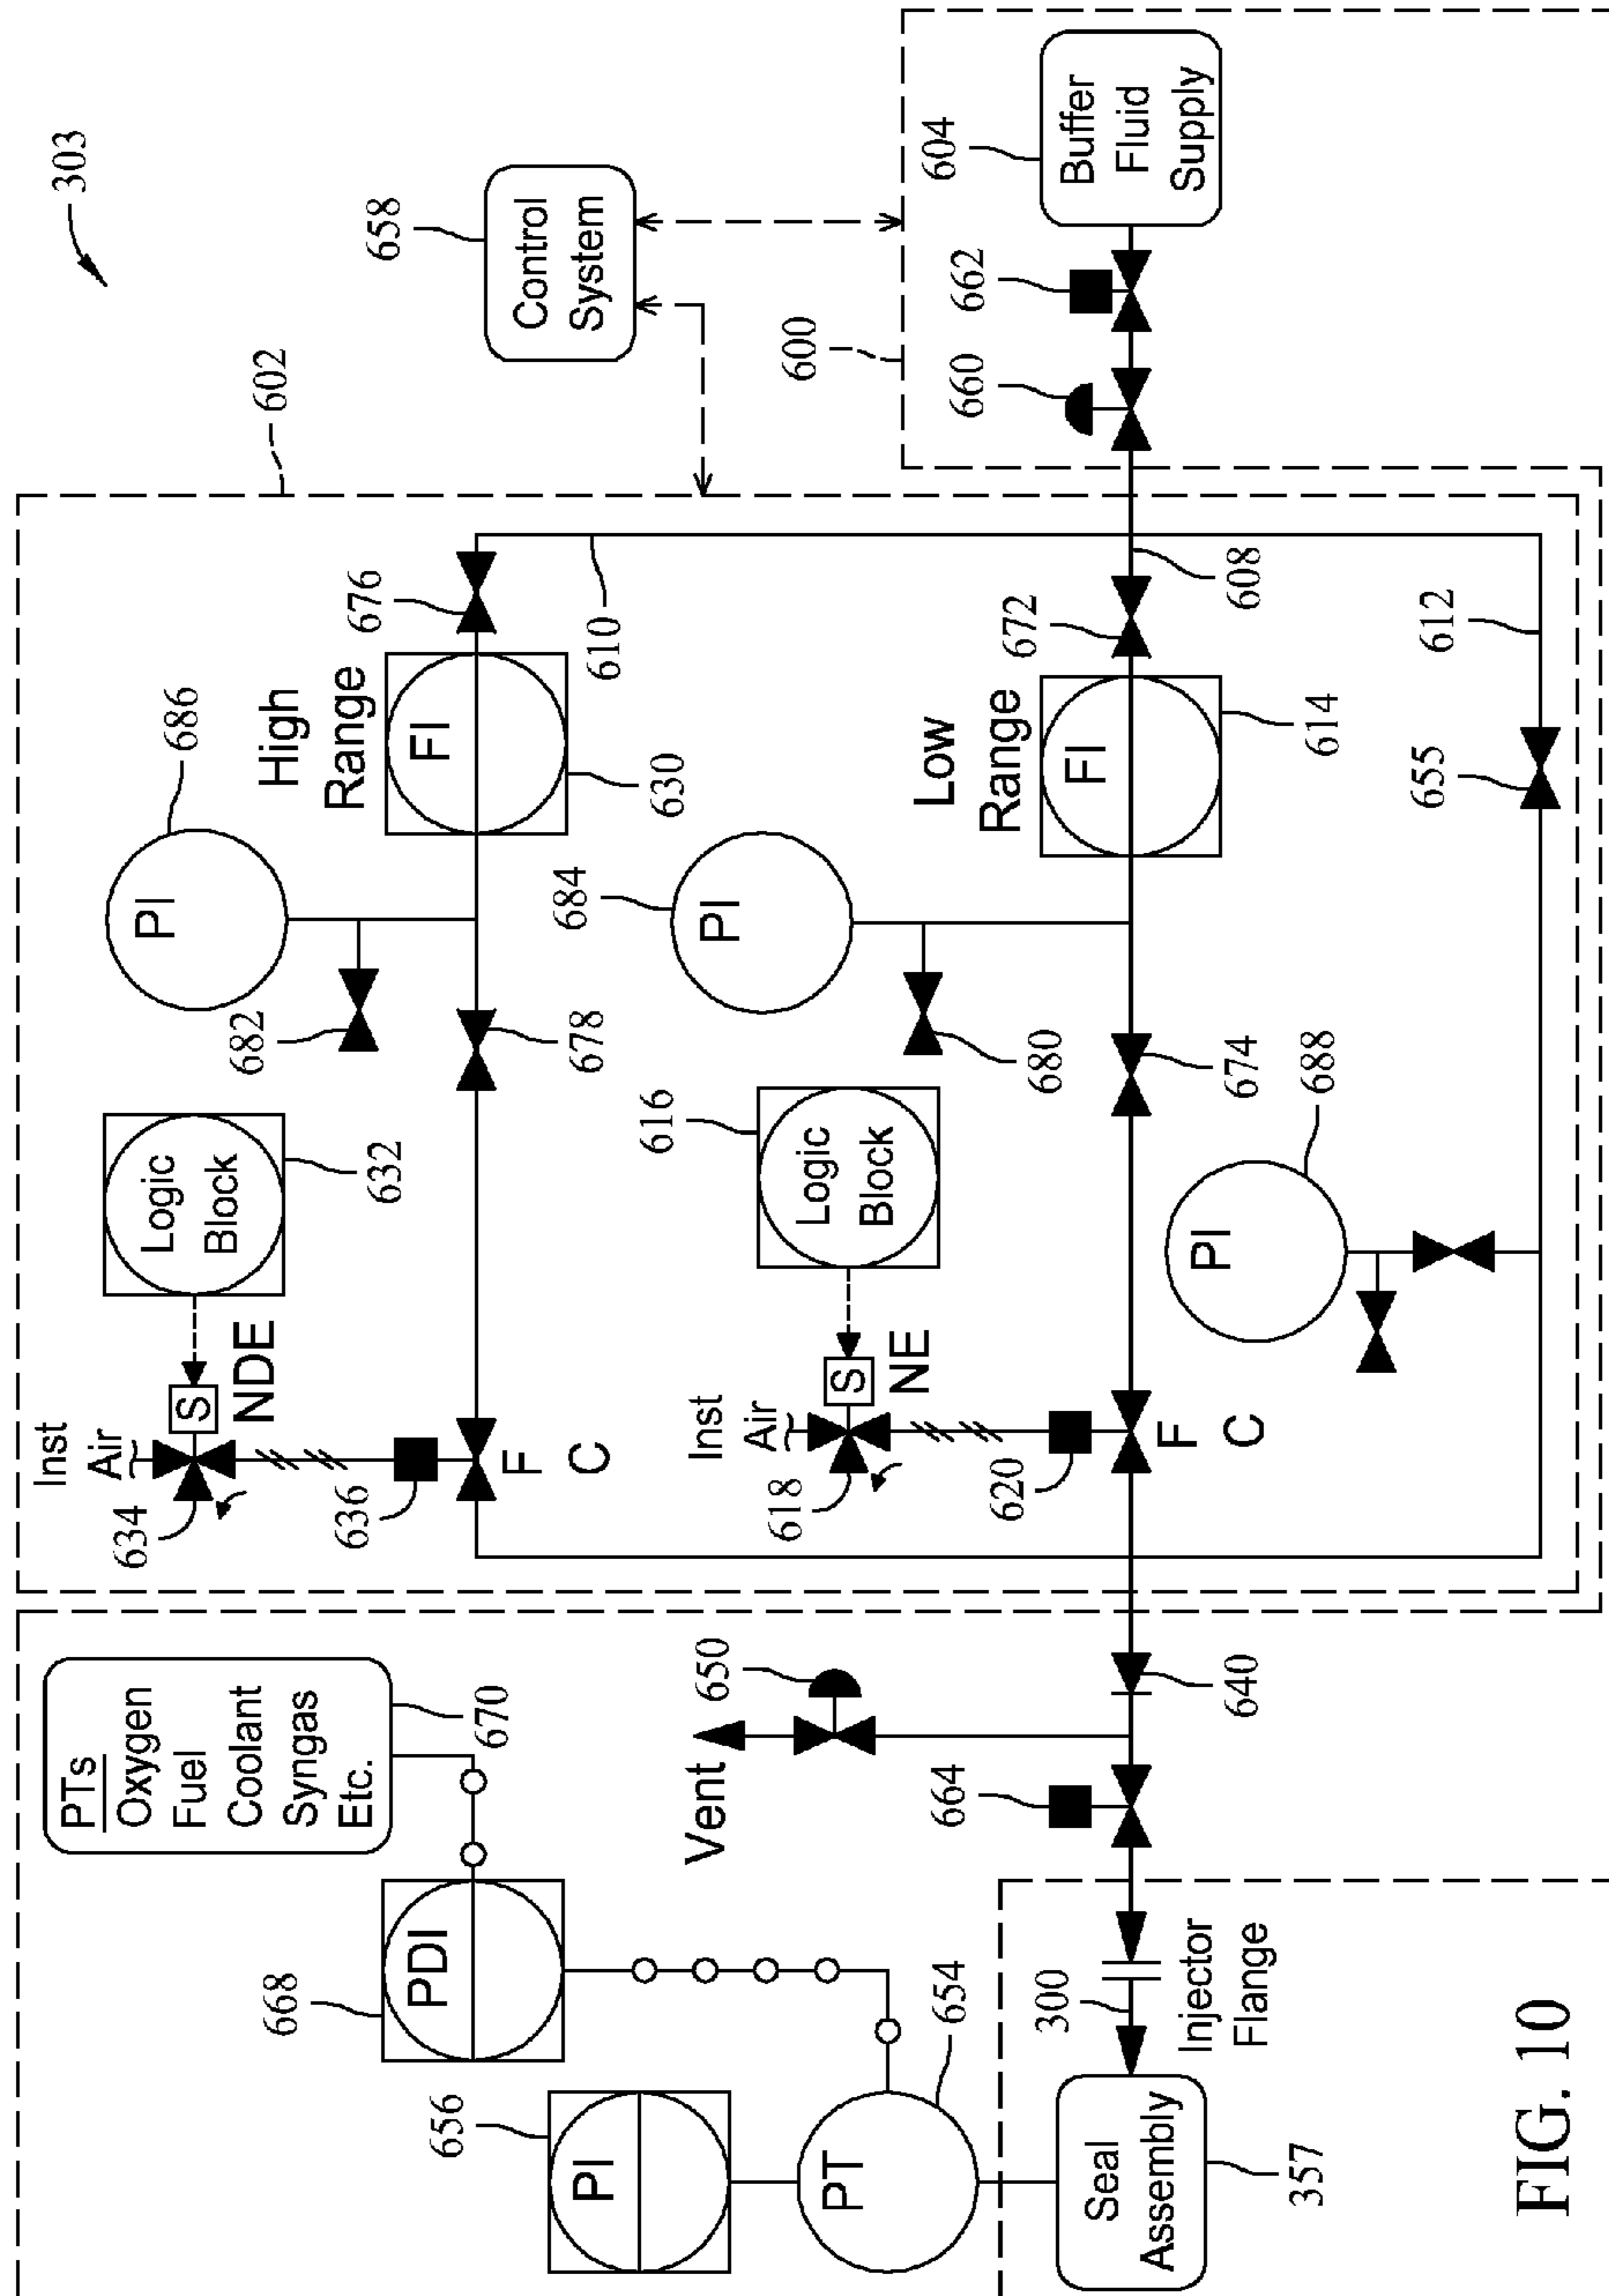 303
602
658
Control
System
600
604
Buffer
Fluid
Supply
662
660
PTs
Oxygen
Fuel
Coolant
Syngas
Etc.
670
668
PDI
656
PI
PT
654
Inst
Air
634
S
NDE
636
F C
Logic
Block
632
682
PI
686
678
High
Range
FI
630
676
610
Inst
Air
618
S
NE
620
F C
Logic
Block
616
680
PI
684
674
Low
Range
FI
614
672
608
PI
688
655
612
Vent
650
664
640
300
Injector
Flange
Seal
Assembly
357
FIG. 10